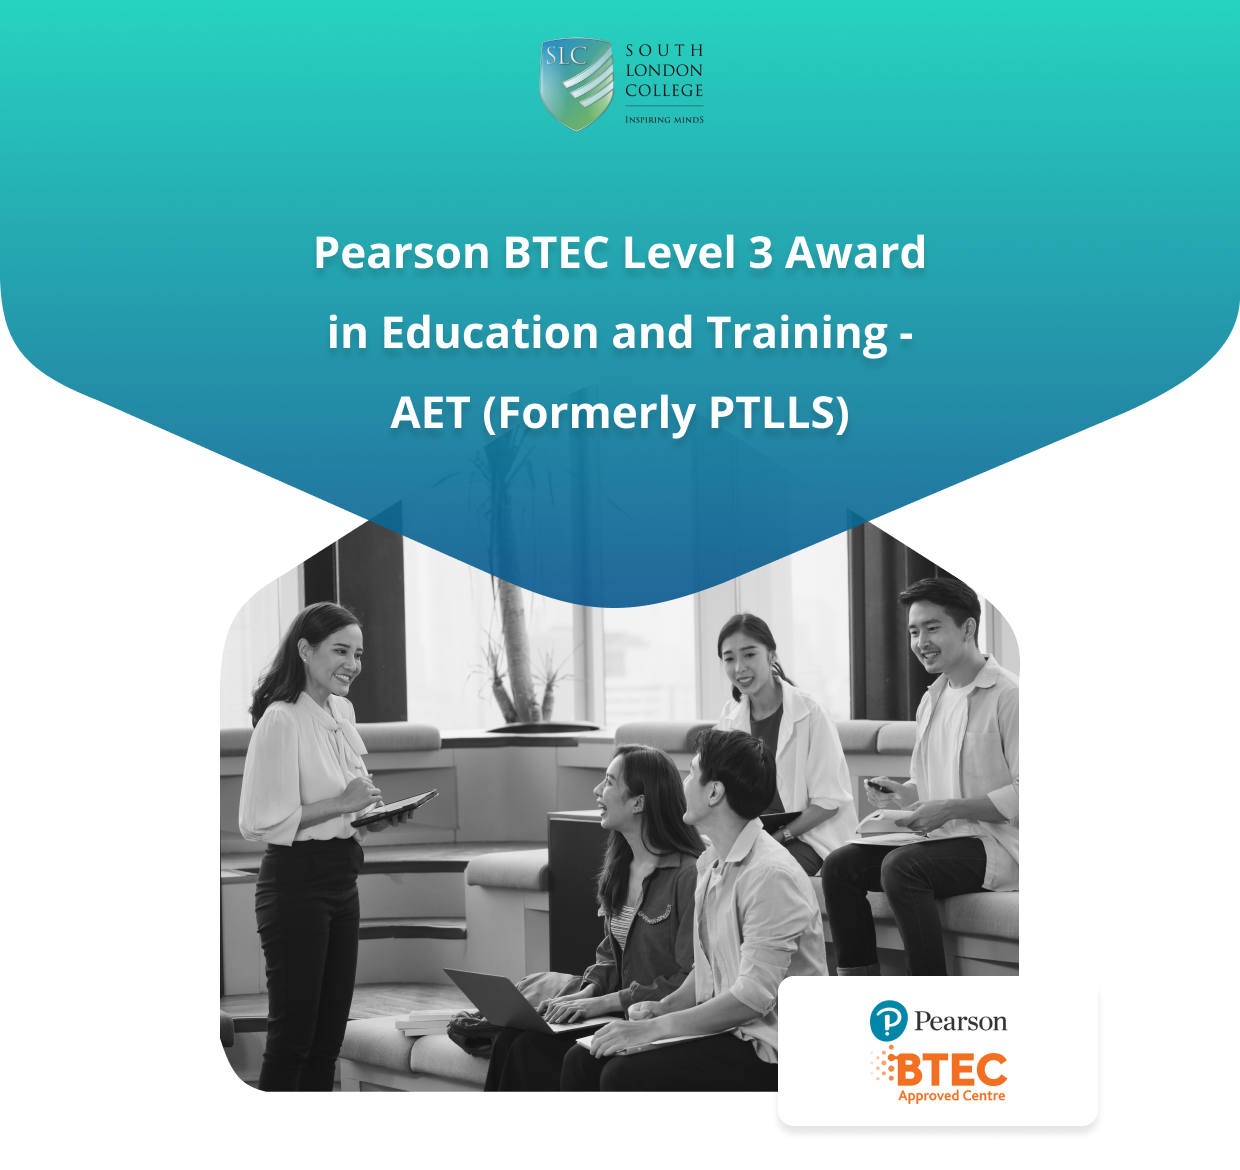 SLC
SOUTH
LONDON
COLLEGE
INSPIRING MINDS
Pearson BTEC Level 3 Award
in Education and Training -
AET (Formerly PTLLS)
Pearson
BTEC
Approved Centre